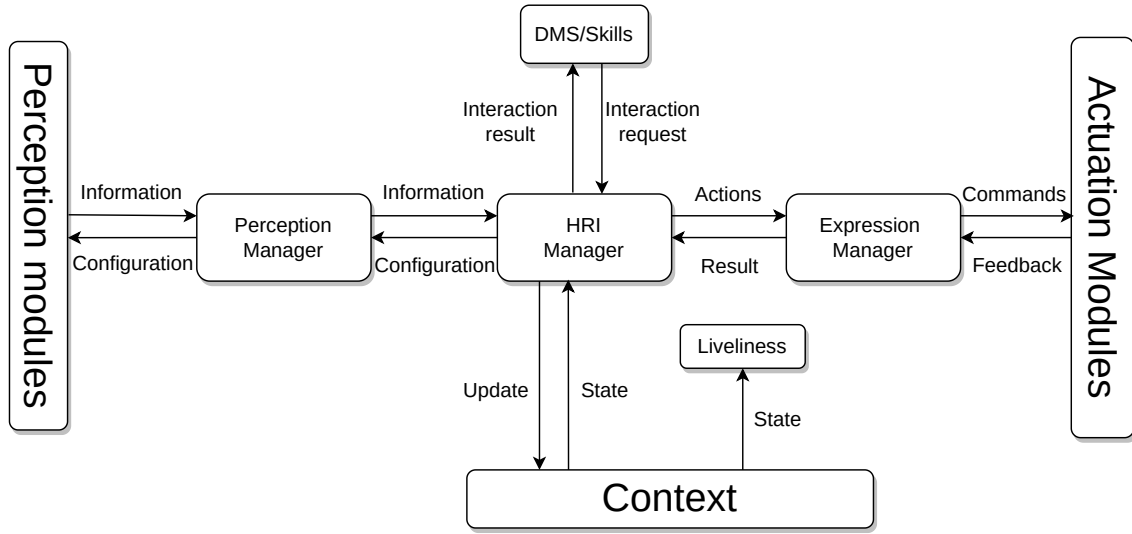 DMS/Skills
Perception modules
Actuation Modules
Interaction
result
Interaction
request
Information
Information
Actions
Commands
Perception
Manager
HRI
Manager
Expression
Manager
Configuration
Configuration
Result
Feedback
Liveliness
Update
State
State
Context